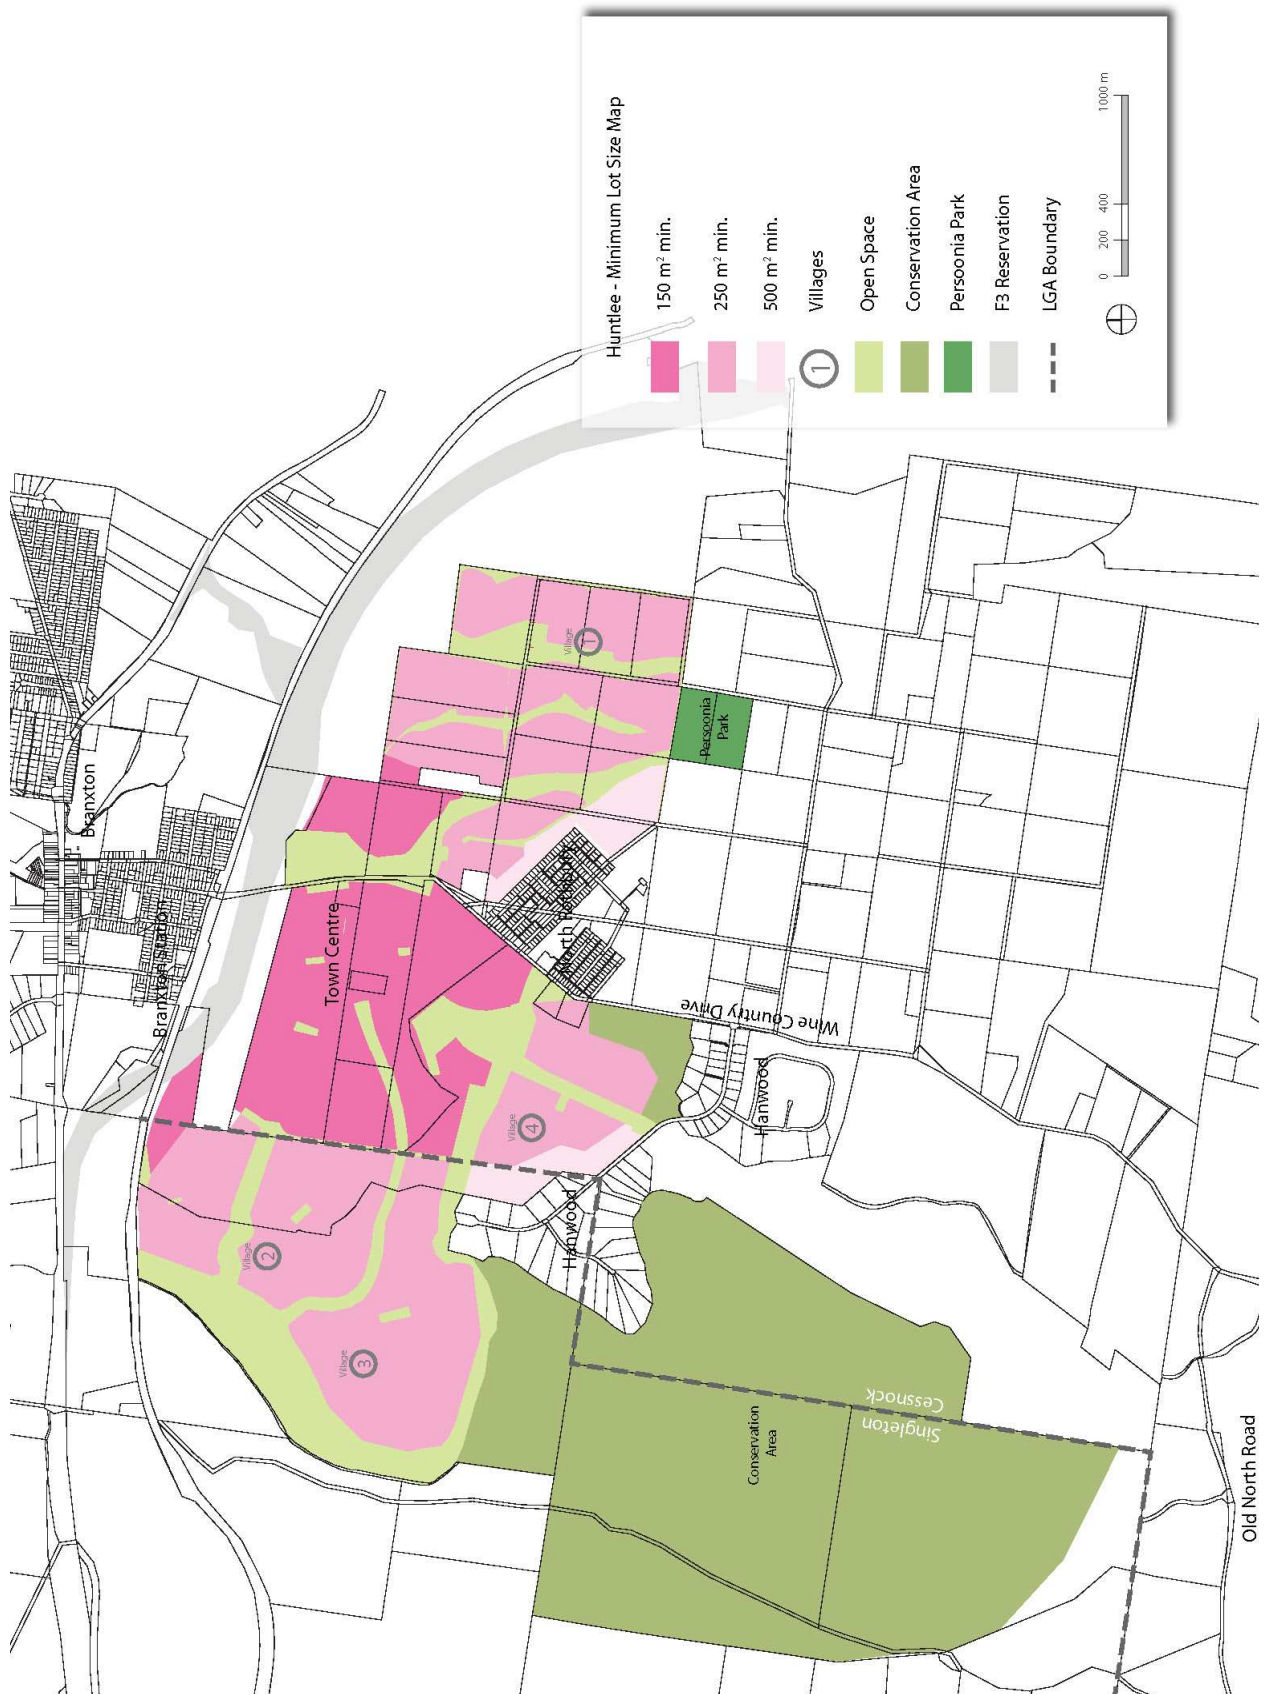 Huntlee - Minimum Lot Size Map
150 m² min.
250 m² min.
500 m² min.
1
Villages
Open Space
Conservation Area
Persoonia Park
F3 Reservation
LGA Boundary
0 200 400 1000 m
Branxton
Branxton Station
Town Centre
North Rothbury
Wine Country Drive
Hanwood
Hanwood
Village
1
Village
2
Village
3
Village
4
Persoonia
Park
Conservation
Area
Cessnock
Singleton
Old North Road